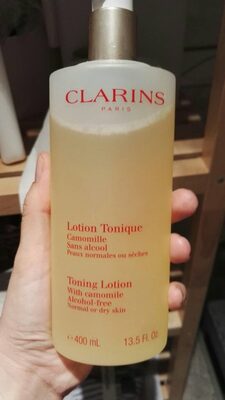 CLARINS
PARIS
Lotion Tonique
Camomille
Sans alcool
Peaux normales ou sèches
Toning Lotion
With camomile
Alcohol-free
Normal or dry skin
℮ 400 mL 13.5 Fl. Oz